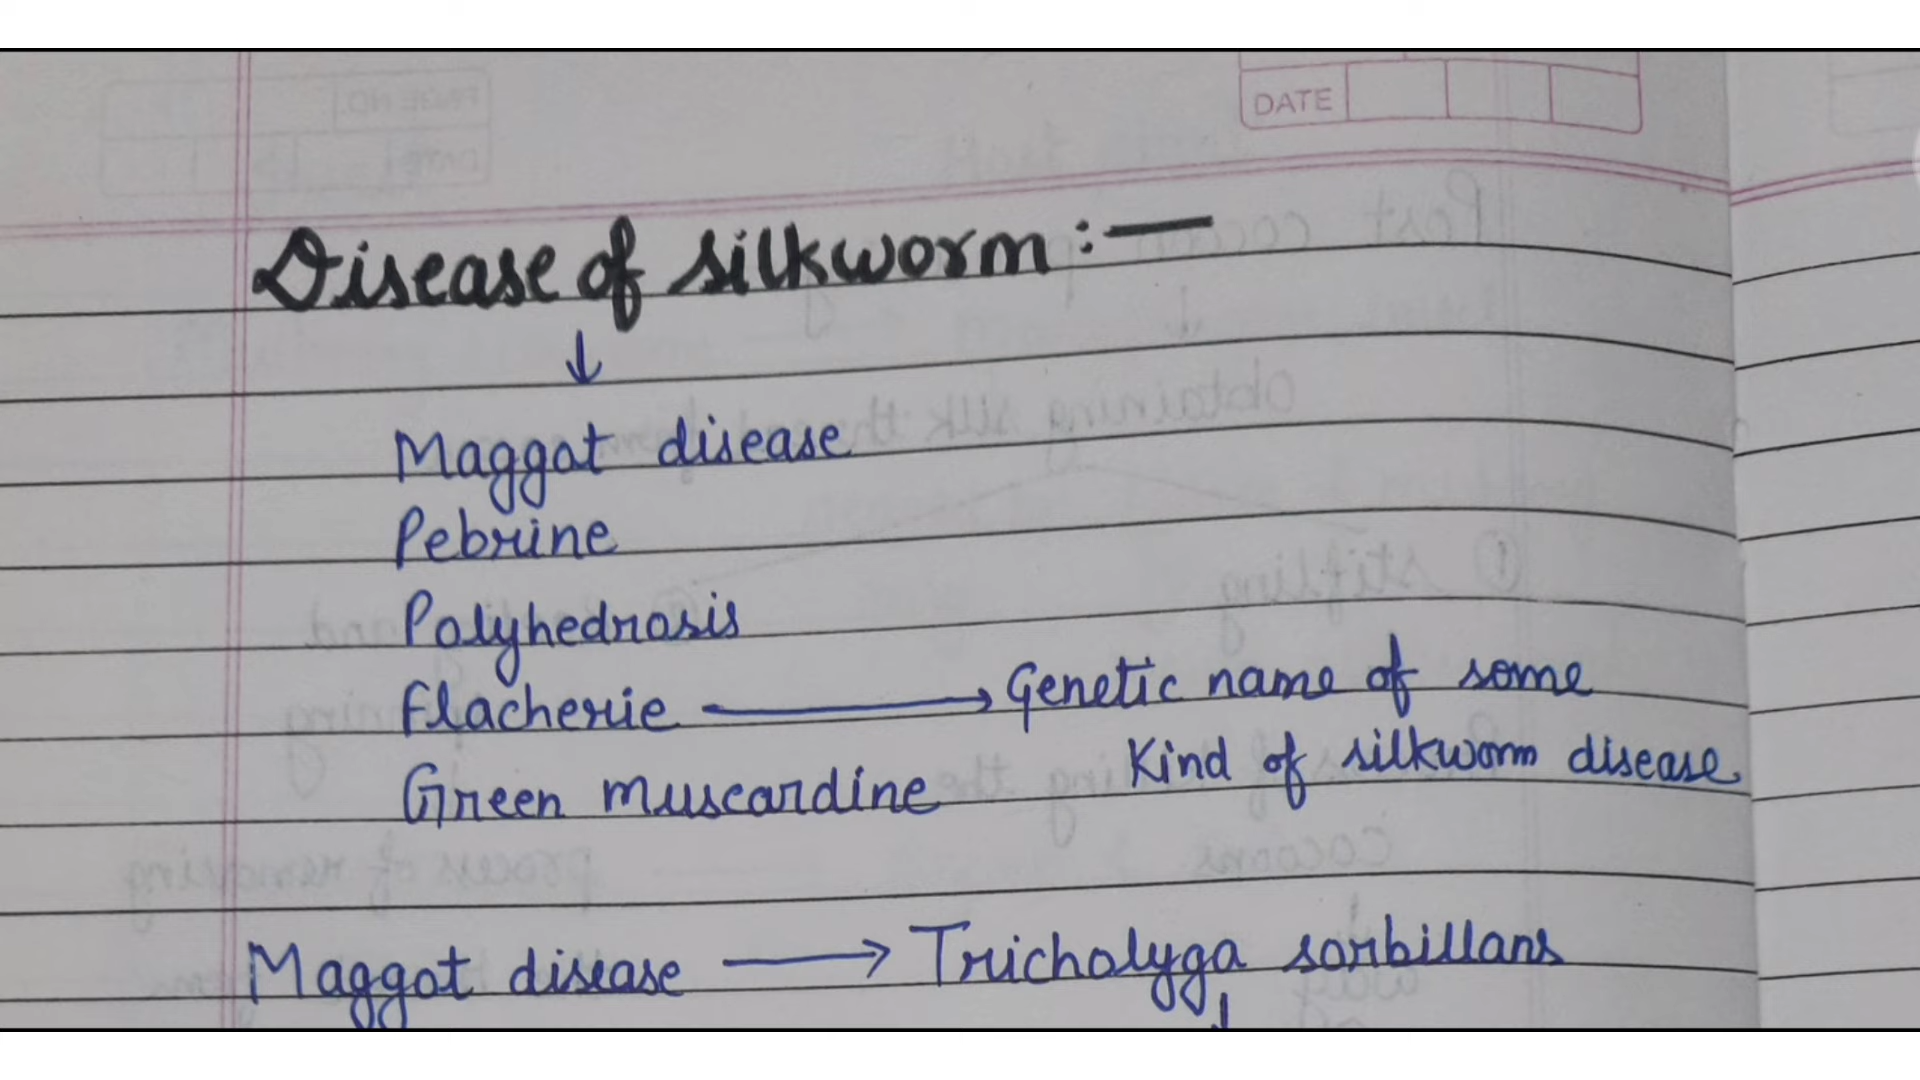 DATE
Disease of silkworm :—
↓
Maggot disease
Pebrine
Polyhedrosis
Flacherie → Genetic name of some
Kind of silkworm disease
Green muscardine
Maggot disease → Tricholyga sorbillans
↓